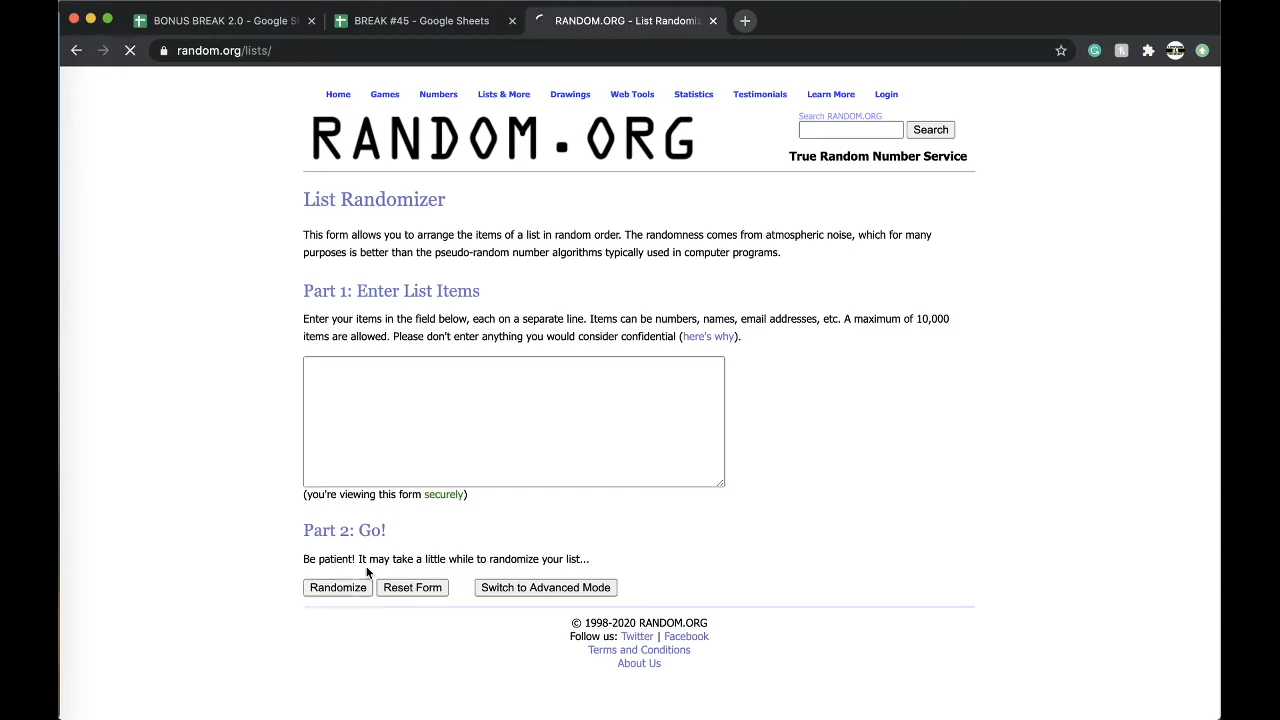 BONUS BREAK 2.0 - Google S
BREAK #45 - Google Sheets
RANDOM.ORG - List Randomiz
random.org/lists/
Home Games Numbers Lists & More Drawings Web Tools Statistics Testimonials Learn More Login
RANDOM.ORG
Search RANDOM.ORG
Search
True Random Number Service
List Randomizer
This form allows you to arrange the items of a list in random order. The randomness comes from atmospheric noise, which for many
purposes is better than the pseudo-random number algorithms typically used in computer programs.
Part 1: Enter List Items
Enter your items in the field below, each on a separate line. Items can be numbers, names, email addresses, etc. A maximum of 10,000
items are allowed. Please don't enter anything you would consider confidential (here's why).
(you're viewing this form securely)
Part 2: Go!
Be patient! It may take a little while to randomize your list...
Randomize Reset Form Switch to Advanced Mode
© 1998-2020 RANDOM.ORG
Follow us: Twitter | Facebook
Terms and Conditions
About Us